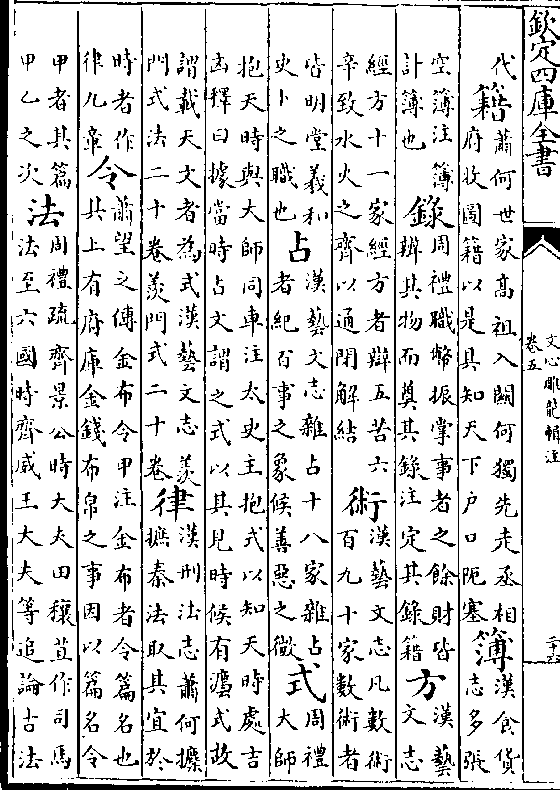 欽定四庫全書
文心雕龍輯注
卷五
代
籍
蕭何世家高祖入關何獨先走丞相
府收圖籍以是具知天下户口阨塞
簿
漢食貨
志多張
空簿注簿
計簿也
錄
周禮職幣振掌事者之餘財皆
辨其物而奠其錄注定其錄籍
方
漢藝
文志
經方十一家經方者辯五苦六
辛致水火之齊以通閉解結
術
漢藝文志凡數術
百九十家數術者
皆明堂羲和
史卜之職也
占
漢藝文志雜占十八家雜占
者紀百事之象候善惡之徵
式
周禮
大師
抱天時與大師同車注太史主抱式以知天時處吉
凶釋曰據當時占文謂之式以其見時候有灋式故
謂載天文者為式漢藝文志羡
門式法二十卷羡門式二十卷
律
漢刑法志蕭何攈
摭秦法取其宜於
時者作
律九章
令
蕭望之傳金布令甲注金布者令篇名也
其上有府庫金錢布帛之事因以篇名令
甲者其篇
甲乙之次
法
周禮疏齊景公時大夫田穰苴作司馬
法至六國時齊威王大夫等追論古法